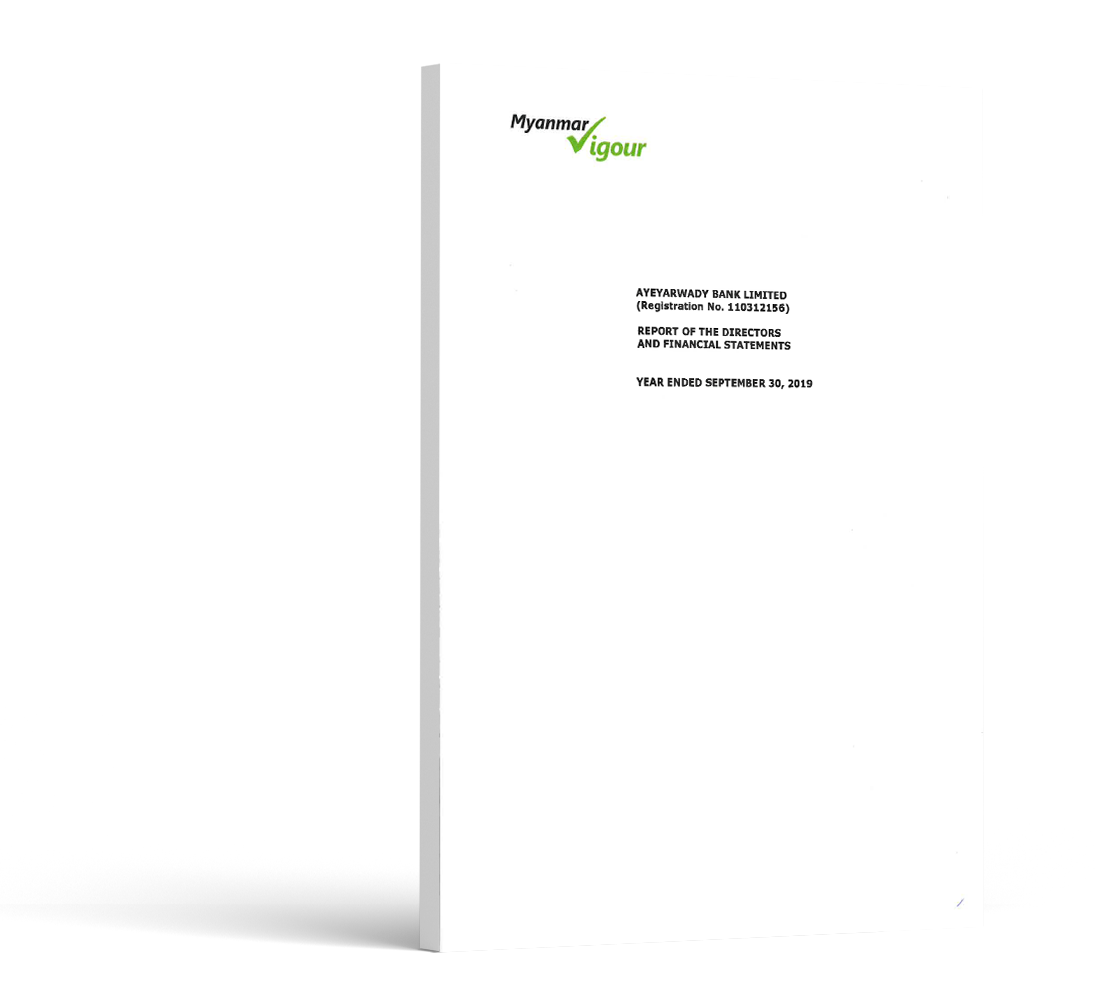 Myanmar
Vigour
AYEYARWADY BANK LIMITED
(Registration No. 110312156)
REPORT OF THE DIRECTORS
AND FINANCIAL STATEMENTS
YEAR ENDED SEPTEMBER 30, 2019